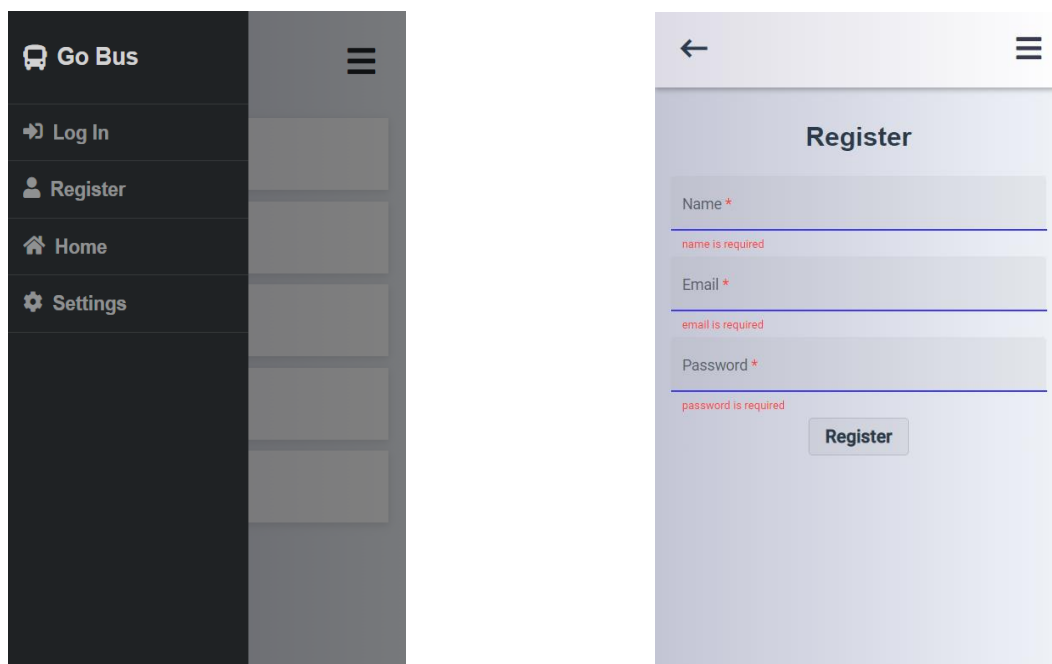 Go Bus
Log In
Register
Home
Settings
Register
Name *
name is required
Email *
email is required
Password *
password is required
Register